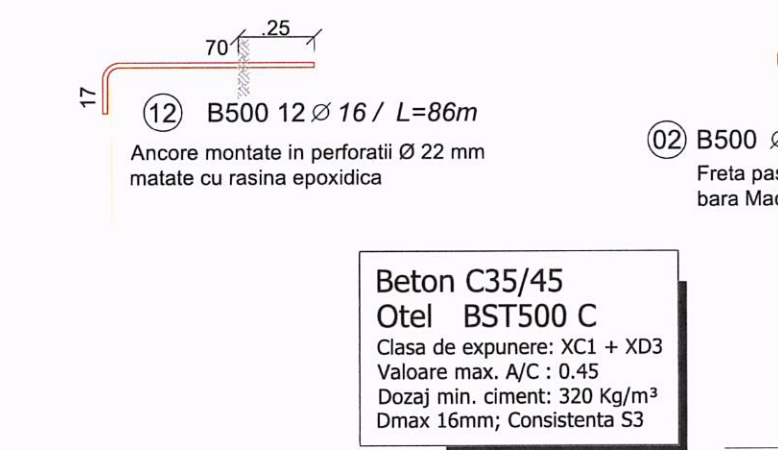 .25
70
17
12 B500 12 Ø 16 / L=86m
Ancore montate in perforatii Ø 22 mm
matate cu rasina epoxidica
02 B500 Ø
Freta
bara
Beton C35/45
Otel BST500 C
Clasa de expunere: XC1 + XD3
Valoare max. A/C : 0.45
Dozaj min. ciment: 320 Kg/m³
Dmax 16mm; Consistenta S3